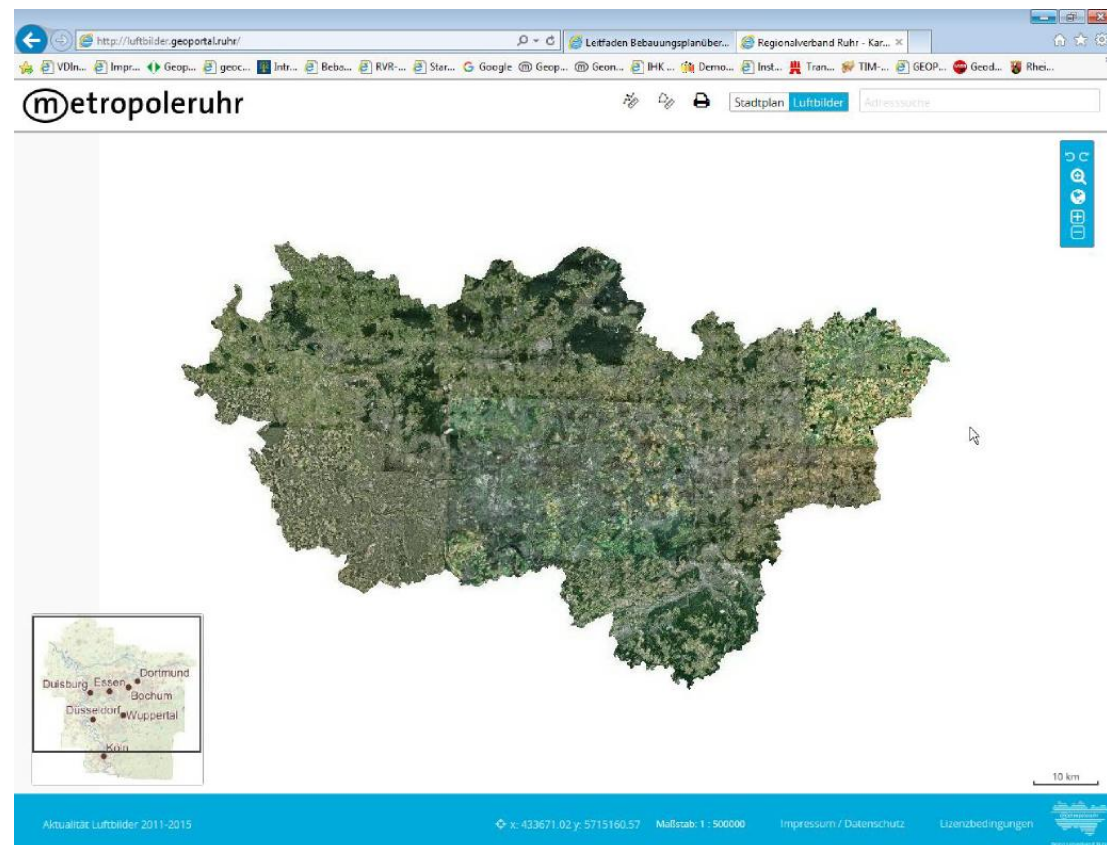 http://luftbilder.geoportal.ruhr/
Leitfaden Bebauungsplanüber...
Regionalverband Ruhr - Kar...
VDIn... Impr... Geop... geoc... Intr... Beba... RVR-... Star... Google Geop... Geon... IHK ... Demo... Inst... Tran... TIM-... GEOP... Geod... Rhei...
metropoleruhr
Stadtplan Luftbilder Adresssuche
Duisburg Essen Dortmund
Bochum
Düsseldorf Wuppertal
Köln
10 km
Aktualität Luftbilder 2011-2015 x: 433671.02 y: 5715160.57 Maßstab: 1 : 500000 Impressum / Datenschutz Lizenzbedingungen